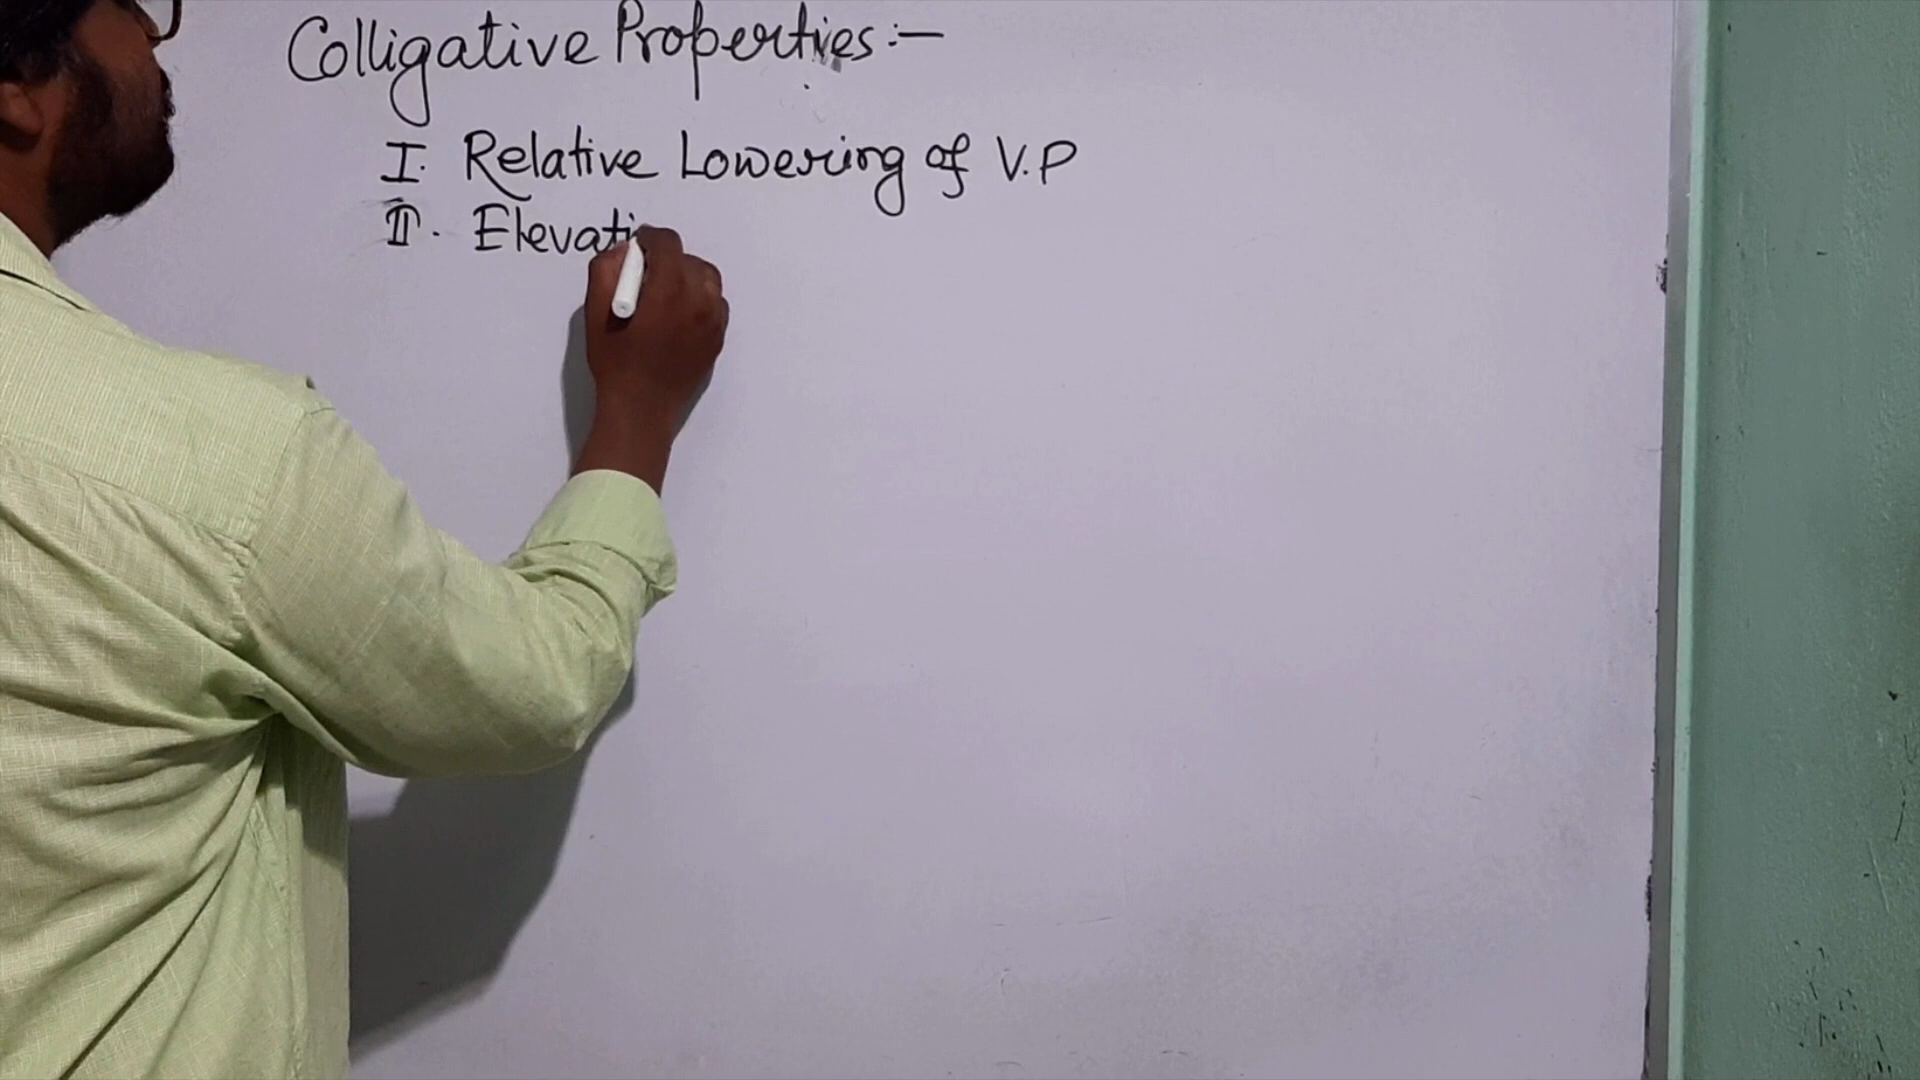 Colligative Properties:-
I. Relative Lowering of V.P
II. Elevati